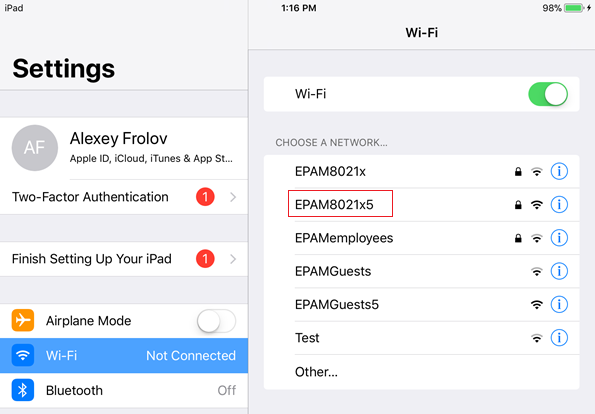 iPad
1:16 PM
98%
Settings
Wi-Fi
AF
Alexey Frolov
Apple ID, iCloud, iTunes & App St...
Two-Factor Authentication 1
Finish Setting Up Your iPad 1
Airplane Mode
Wi-Fi Not Connected
Bluetooth Off
Wi-Fi
CHOOSE A NETWORK...
EPAM8021x
EPAM8021x5
EPAMemployees
EPAMGuests
EPAMGuests5
Test
Other...